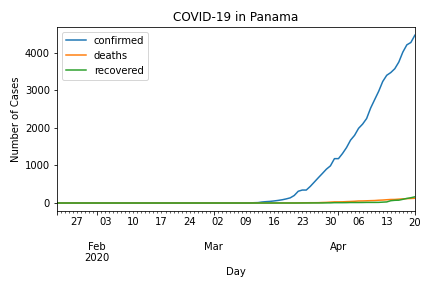 COVID-19 in Panama
confirmed
deaths
recovered
Number of Cases
4000
3000
2000
1000
0
27 03 10 17 24 02 09 16 23 30 06 13 20
Feb Mar Apr
2020
Day